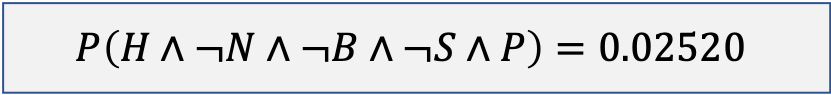 P(H ∧ ¬N ∧ ¬B ∧ ¬S ∧ P) = 0.02520